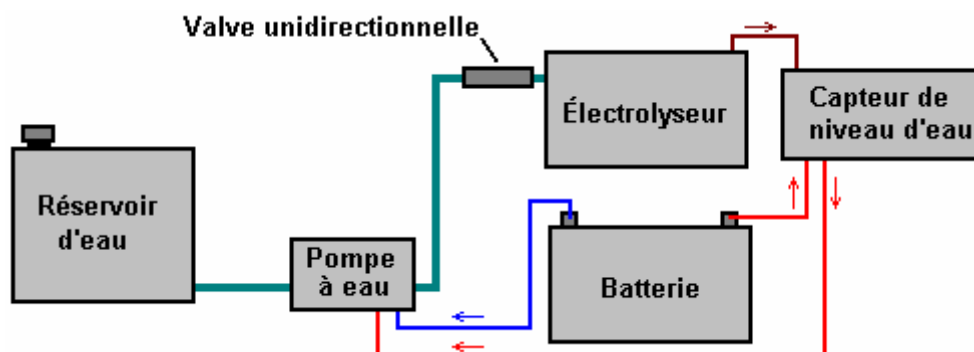 Valve unidirectionnelle
Électrolyseur
Capteur de
niveau d'eau
Réservoir
d'eau
Pompe
à eau
Batterie